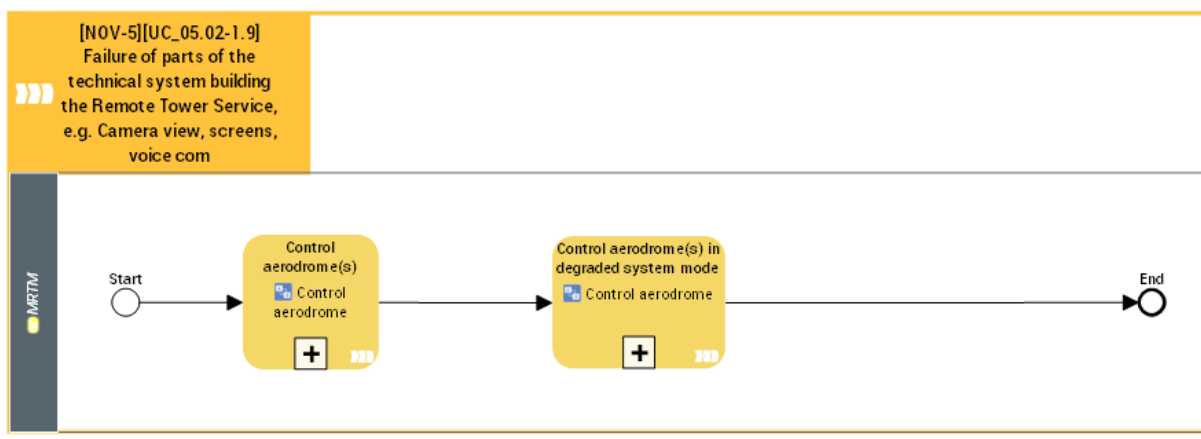 [NOV-5][UC_05.02-1.9]
Failure of parts of the
technical system building
the Remote Tower Service,
e.g. Camera view, screens,
voice com
MRTM
Start
Control
aerodrome(s)
Control
aerodrome
Control aerodrome(s) in
degraded system mode
Control aerodrome
End